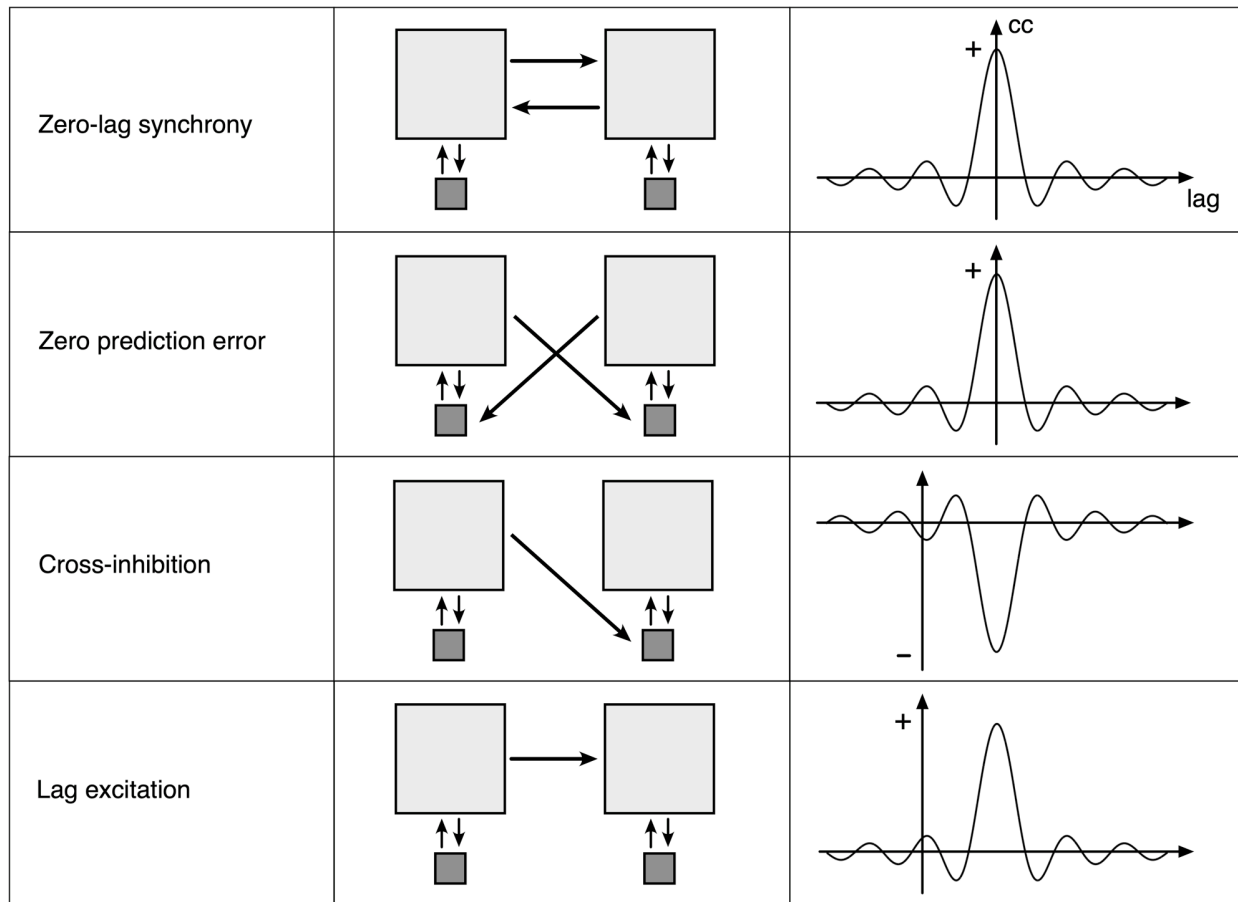 Zero-lag synchrony
+
cc
lag
Zero prediction error
+
Cross-inhibition
−
Lag excitation
+